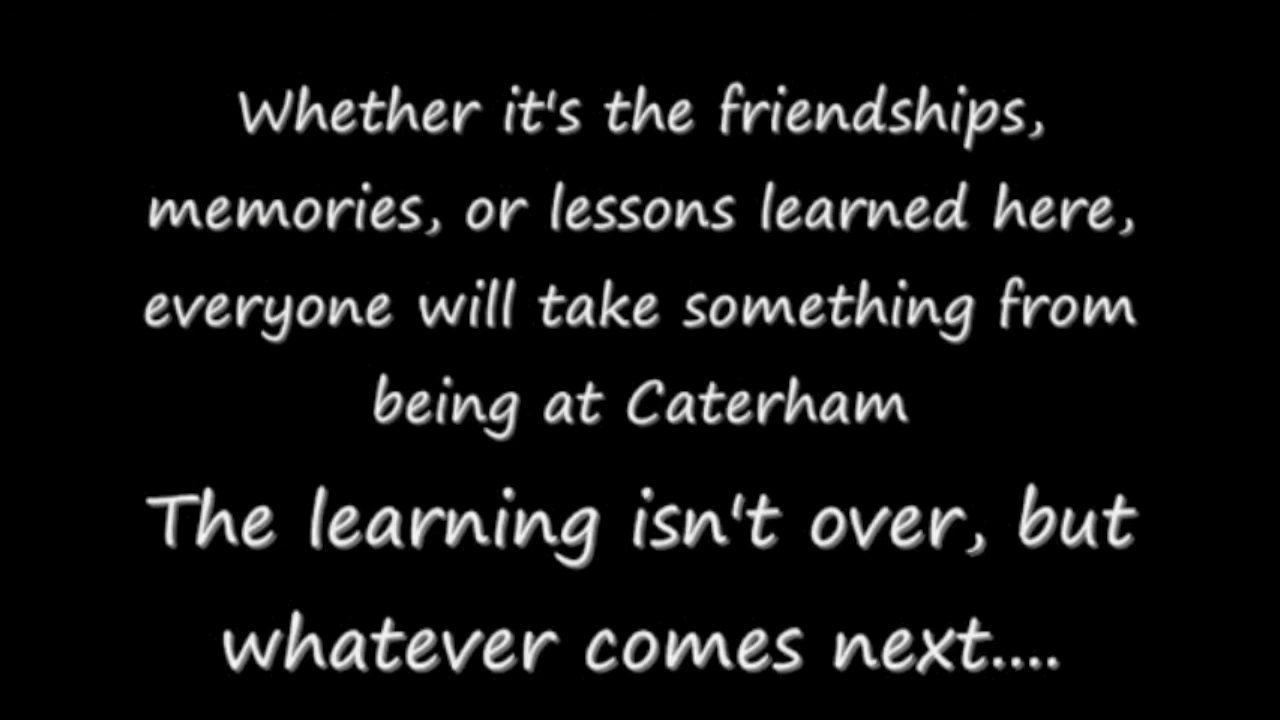 Whether it's the friendships,
memories, or lessons learned here,
everyone will take something from
being at Caterham
The learning isn't over, but
whatever comes next....